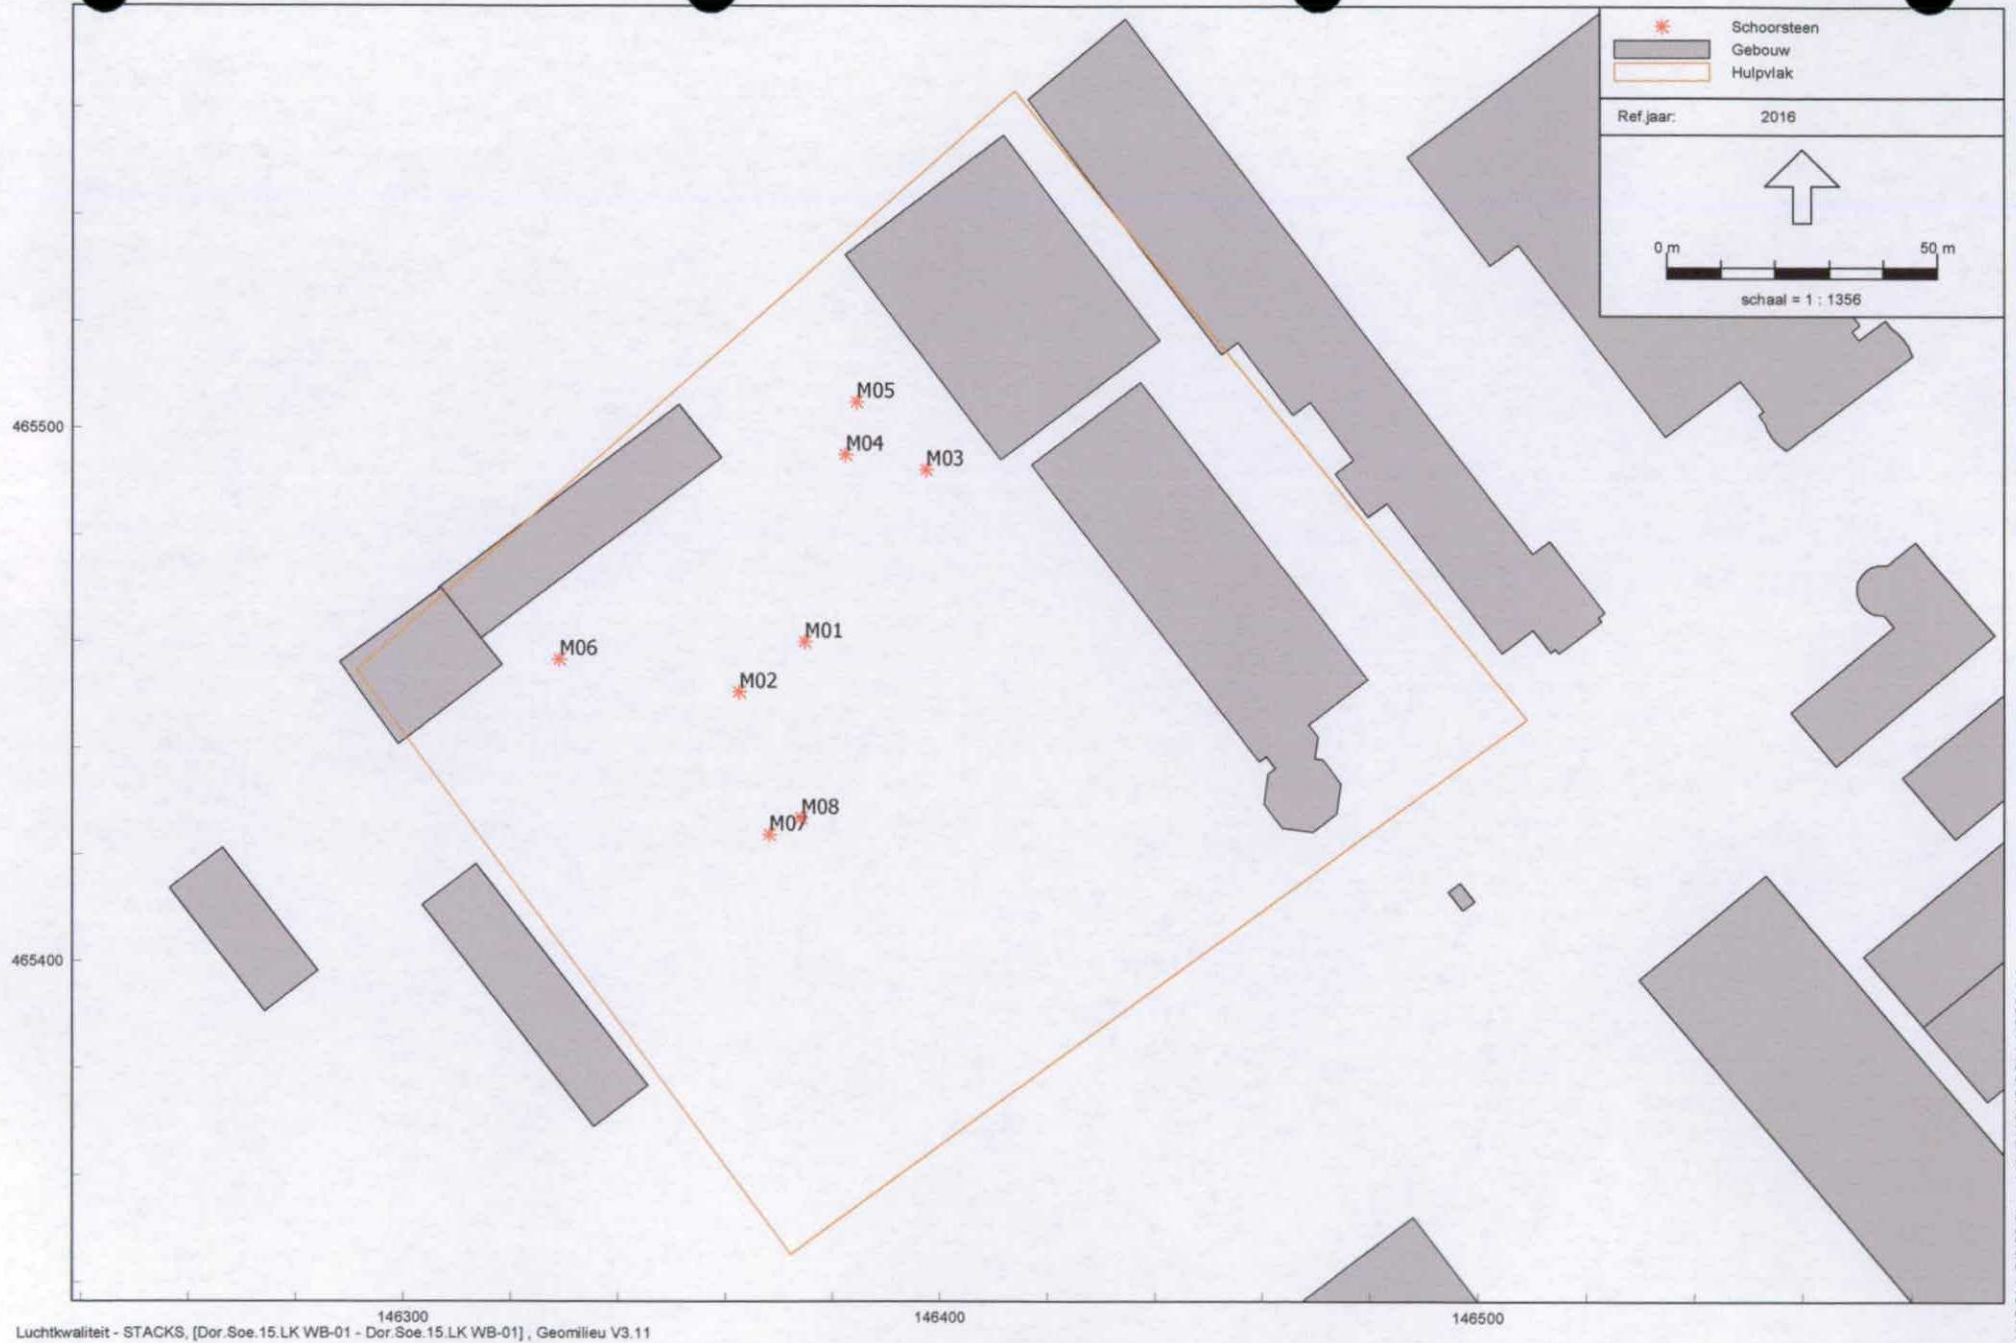 Schoorsteen
Gebouw
Hulpvlak
Ref.jaar: 2016
0 m 50 m
schaal = 1 : 1356
M05
465500
M04
M03
M01
M06
M02
M08
M07
465400
146300 146400 146500
Luchtkwaliteit - STACKS, [Dor.Soe.15.LK WB-01 - Dor.Soe.15.LK WB-01] , Geomilieu V3.11